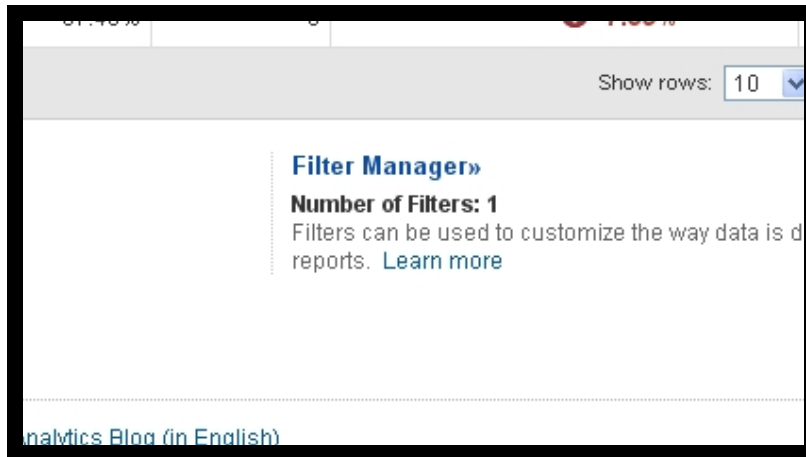 Show rows: 10
Filter Manager»
Number of Filters: 1
Filters can be used to customize the way data is d
reports. Learn more
nalytics Blog (in English)